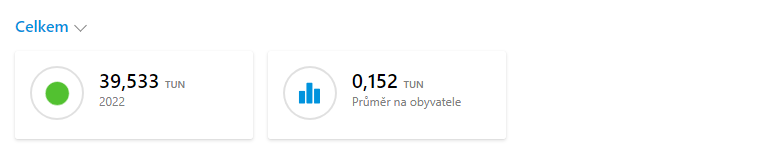 Celkem
39,533 TUN
2022
0,152 TUN
Průměr na obyvatele